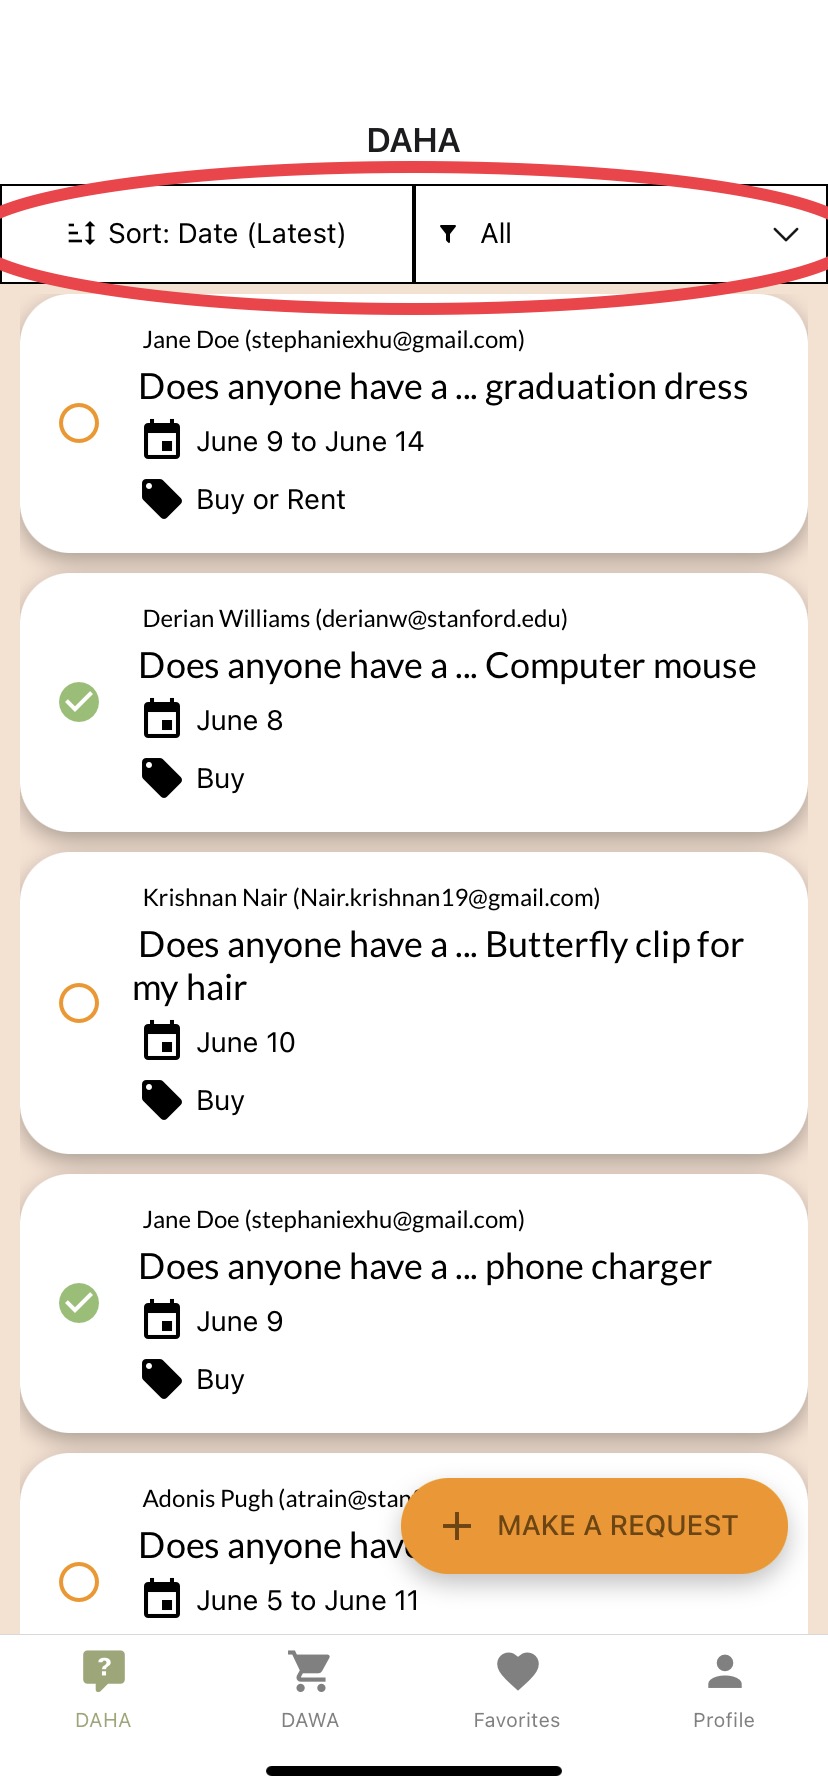 DAHA
Sort: Date (Latest)
All
Jane Doe (stephaniexhu@gmail.com)
Does anyone have a ... graduation dress
June 9 to June 14
Buy or Rent
Derian Williams (derianw@stanford.edu)
Does anyone have a ... Computer mouse
June 8
Buy
Krishnan Nair (Nair.krishnan19@gmail.com)
Does anyone have a ... Butterfly clip for
my hair
June 10
Buy
Jane Doe (stephaniexhu@gmail.com)
Does anyone have a ... phone charger
June 9
Buy
Adonis Pugh (atrain@stan
Does anyone have
+ MAKE A REQUEST
June 5 to June 11
?
DAHA
DAWA
Favorites
Profile